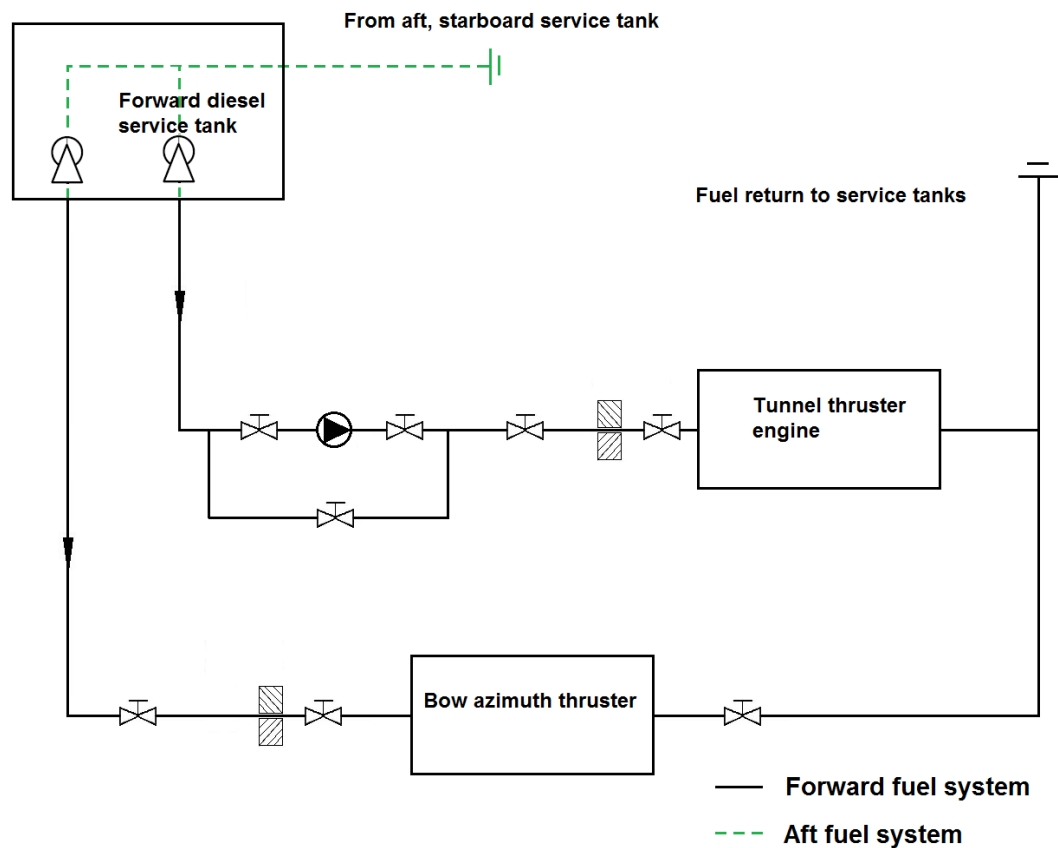 From aft, starboard service tank
Forward diesel
service tank
Fuel return to service tanks
Tunnel thruster
engine
Bow azimuth thruster
Forward fuel system
Aft fuel system